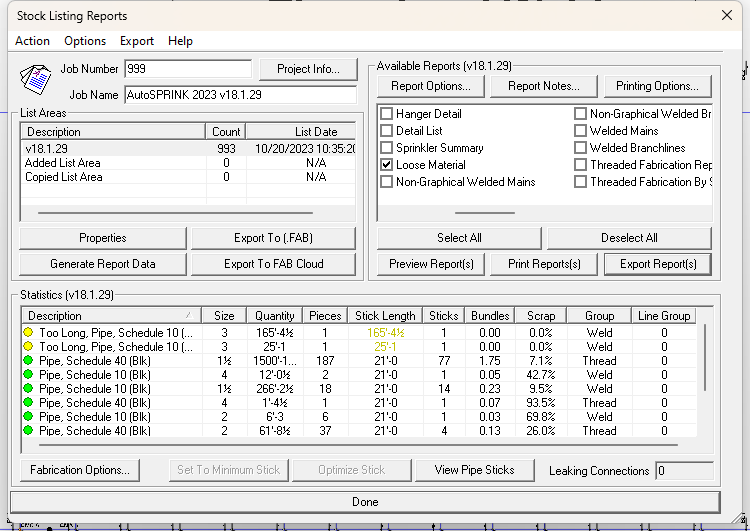 Stock Listing Reports
Action Options Export Help
Job Number 999 Project Info...
Job Name AutoSPRINK 2023 v18.1.29
List Areas
Description Count List Date
v18.1.29 993 10/20/2023 10:35:20
Added List Area 0 N/A
Copied List Area 0 N/A
Properties Export To (.FAB)
Generate Report Data Export To FAB Cloud
Available Reports (v18.1.29)
Report Options... Report Notes... Printing Options...
Hanger Detail Non-Graphical Welded Br
Detail List Welded Mains
Sprinkler Summary Welded Branchlines
Loose Material Threaded Fabrication Rep
Non-Graphical Welded Mains Threaded Fabrication By S
Select All Deselect All
Preview Report(s) Print Reports(s) Export Report(s)
Statistics (v18.1.29)
Description Size Quantity Pieces Stick Length Sticks Bundles Scrap Group Line Group
Too Long, Pipe, Schedule 10 (... 3 165'-4½ 1 165'-4½ 1 0.00 0.0% Weld 0
Too Long, Pipe, Schedule 10 (... 3 25'-1 1 25'-1 1 0.00 0.0% Weld 0
Pipe, Schedule 40 (Blk) 1½ 1500'-1... 187 21'-0 77 1.75 7.1% Thread 0
Pipe, Schedule 10 (Blk) 4 12'-0½ 2 21'-0 1 0.05 42.7% Weld 0
Pipe, Schedule 10 (Blk) 1½ 266'-2½ 18 21'-0 14 0.23 9.5% Weld 0
Pipe, Schedule 40 (Blk) 4 1'-4½ 1 21'-0 1 0.07 93.5% Thread 0
Pipe, Schedule 10 (Blk) 2 6'-3 6 21'-0 1 0.03 69.8% Weld 0
Pipe, Schedule 40 (Blk) 2 61'-8½ 37 21'-0 4 0.13 26.0% Thread 0
Fabrication Options... Set To Minimum Stick Optimize Stick View Pipe Sticks Leaking Connections 0
Done